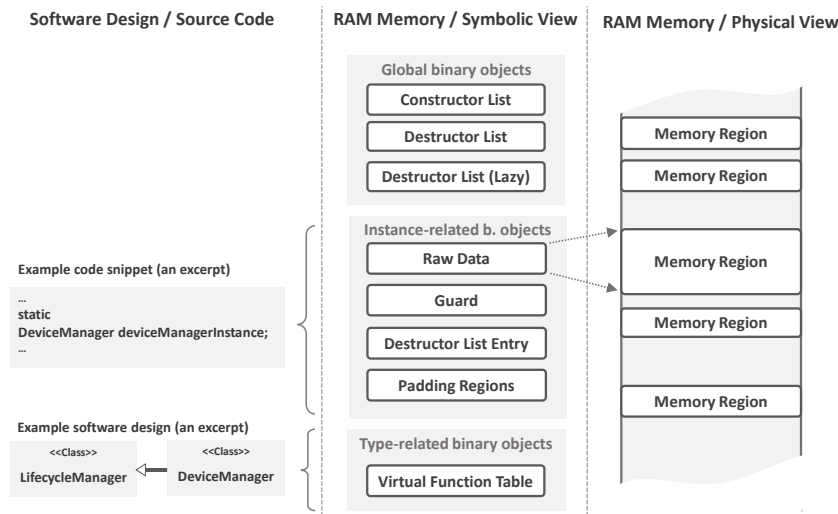 Software Design / Source Code
RAM Memory / Symbolic View
RAM Memory / Physical View
Global binary objects
Constructor List
Destructor List
Destructor List (Lazy)
Instance-related b. objects
Raw Data
Guard
Destructor List Entry
Padding Regions
Type-related binary objects
Virtual Function Table
Example code snippet (an excerpt)
...
static
DeviceManager deviceManagerInstance;
...
Example software design (an excerpt)
<<Class>>
LifecycleManager
<<Class>>
DeviceManager
Memory Region
Memory Region
Memory Region
Memory Region
Memory Region